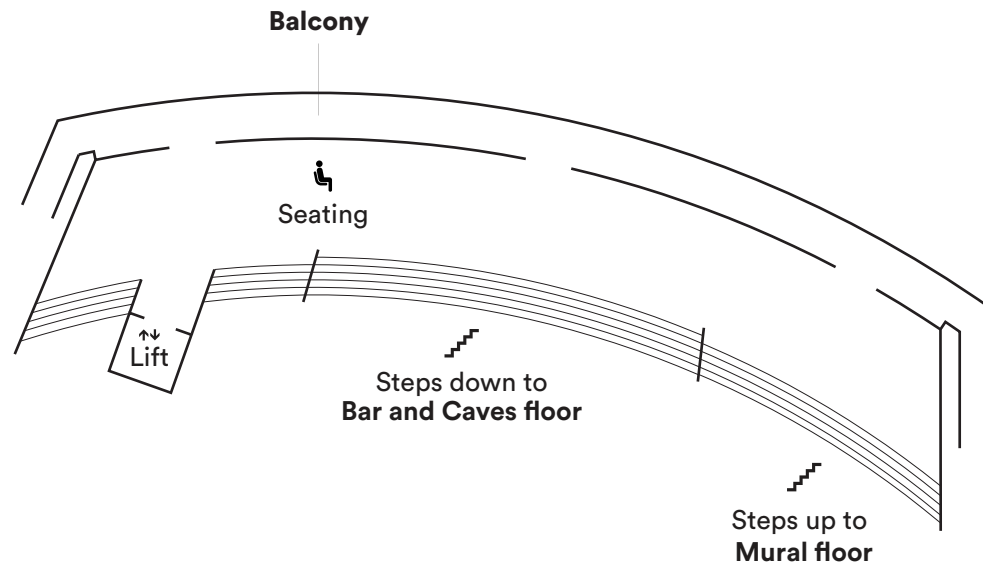 Balcony
Seating
Lift
Steps down to
Bar and Caves floor
Steps up to
Mural floor